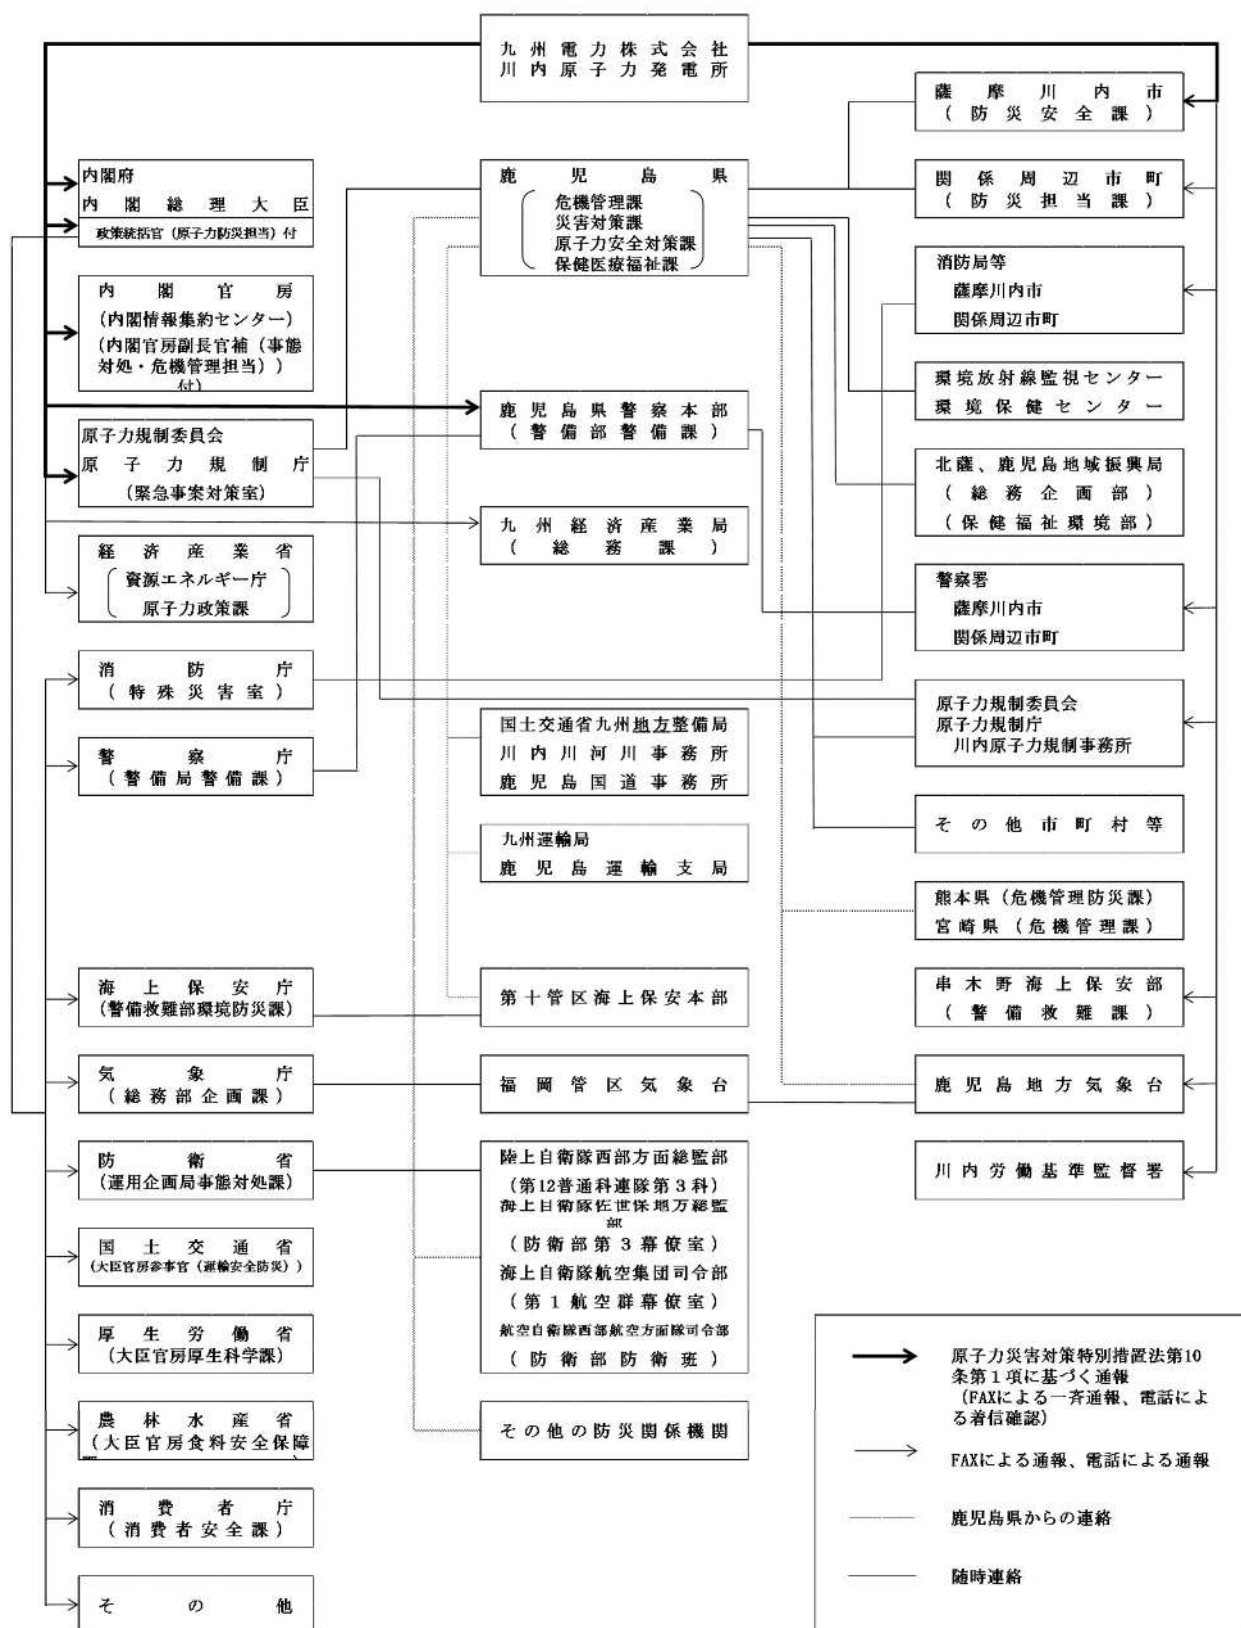 九州電力株式会社
川内原子力発電所
内閣府
内閣総理大臣
政策統括官（原子力防災担当）付
内閣官房
（内閣情報集約センター）
（内閣官房副長官補（事態
対処・危機管理担当））
付）
原子力規制委員会
原子力規制庁
（緊急事案対策室）
経済産業省
資源エネルギー庁
原子力政策課
消防庁
（特殊災害室）
警察庁
（警備局警備課）
海上保安庁
（警備救難部環境防災課）
気象庁
（総務部企画課）
防衛省
（運用企画局事態対処課）
国土交通省
（大臣官房参事官（運輸安全防災））
厚生労働省
（大臣官房厚生科学課）
農林水産省
（大臣官房食料安全保障
消費者庁
（消費者安全課）
その他
鹿児島県
危機管理課
災害対策課
原子力安全対策課
保健医療福祉課
鹿児島県警察本部
（警備部警備課）
九州経済産業局
（総務課）
国土交通省九州地方整備局
川内川河川事務所
鹿児島国道事務所
九州運輸局
鹿児島運輸支局
第十管区海上保安本部
福岡管区気象台
陸上自衛隊西部方面総監部
（第12普通科連隊第３科）
海上自衛隊佐世保地方総監
部
（防衛部第３幕僚室）
海上自衛隊航空集団司令部
（第１航空群幕僚室）
航空自衛隊西部航空方面隊司令部
（防衛部防衛班）
その他の防災関係機関
薩摩川内市
（防災安全課）
関係周辺市町
（防災担当課）
消防局等
薩摩川内市
関係周辺市町
環境放射線監視センター
環境保健センター
北薩、鹿児島地域振興局
（総務企画部）
（保健福祉環境部）
警察署
薩摩川内市
関係周辺市町
原子力規制委員会
原子力規制庁
川内原子力規制事務所
その他市町村等
熊本県（危機管理防災課）
宮崎県（危機管理課）
串木野海上保安部
（警備救難課）
鹿児島地方気象台
川内労働基準監督署
原子力災害対策特別措置法第10
条第１項に基づく通報
（FAXによる一斉通報、電話によ
る着信確認）
FAXによる通報、電話による通報
鹿児島県からの連絡
随時連絡